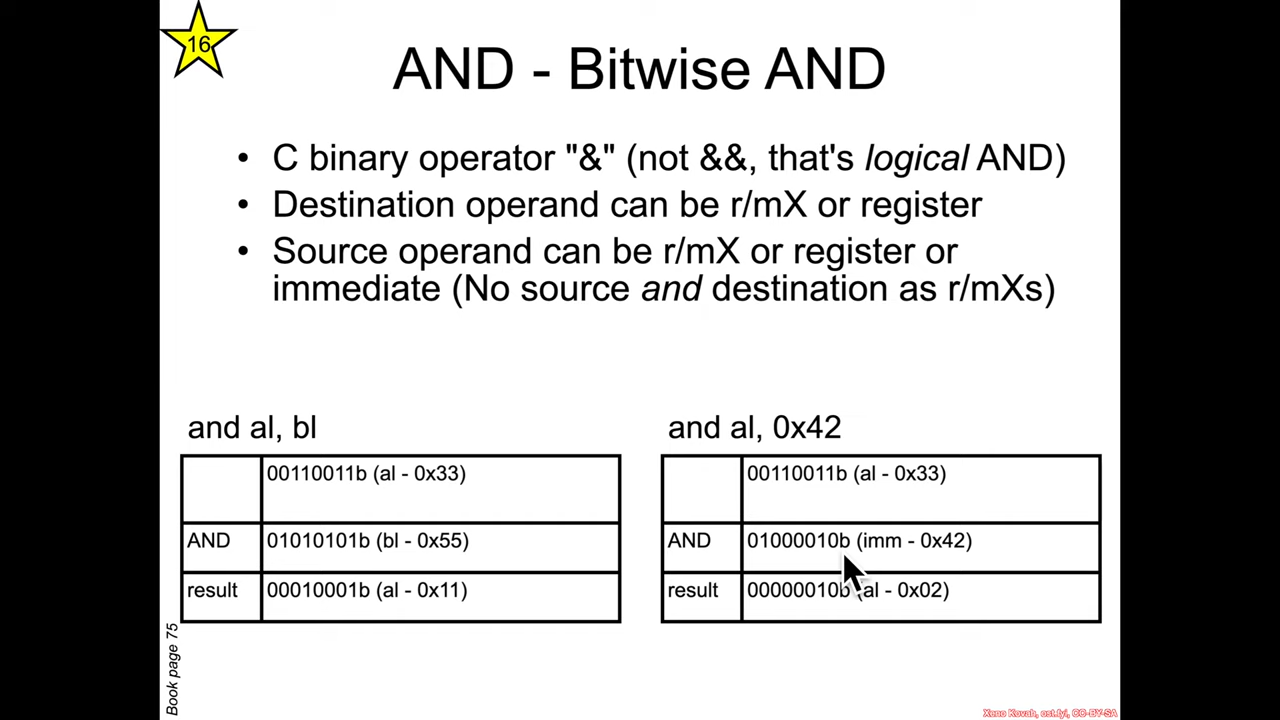 16
AND - Bitwise AND
• C binary operator "&" (not &&, that's logical AND)
• Destination operand can be r/mX or register
• Source operand can be r/mX or register or
immediate (No source and destination as r/mXs)
and al, bl
00110011b (al - 0x33)
AND 01010101b (bl - 0x55)
result 00010001b (al - 0x11)
and al, 0x42
00110011b (al - 0x33)
AND 01000010b (imm - 0x42)
result 00000010b (al - 0x02)
Book page 75
Xeno Kovah, ost.fyi, CC-BY-SA